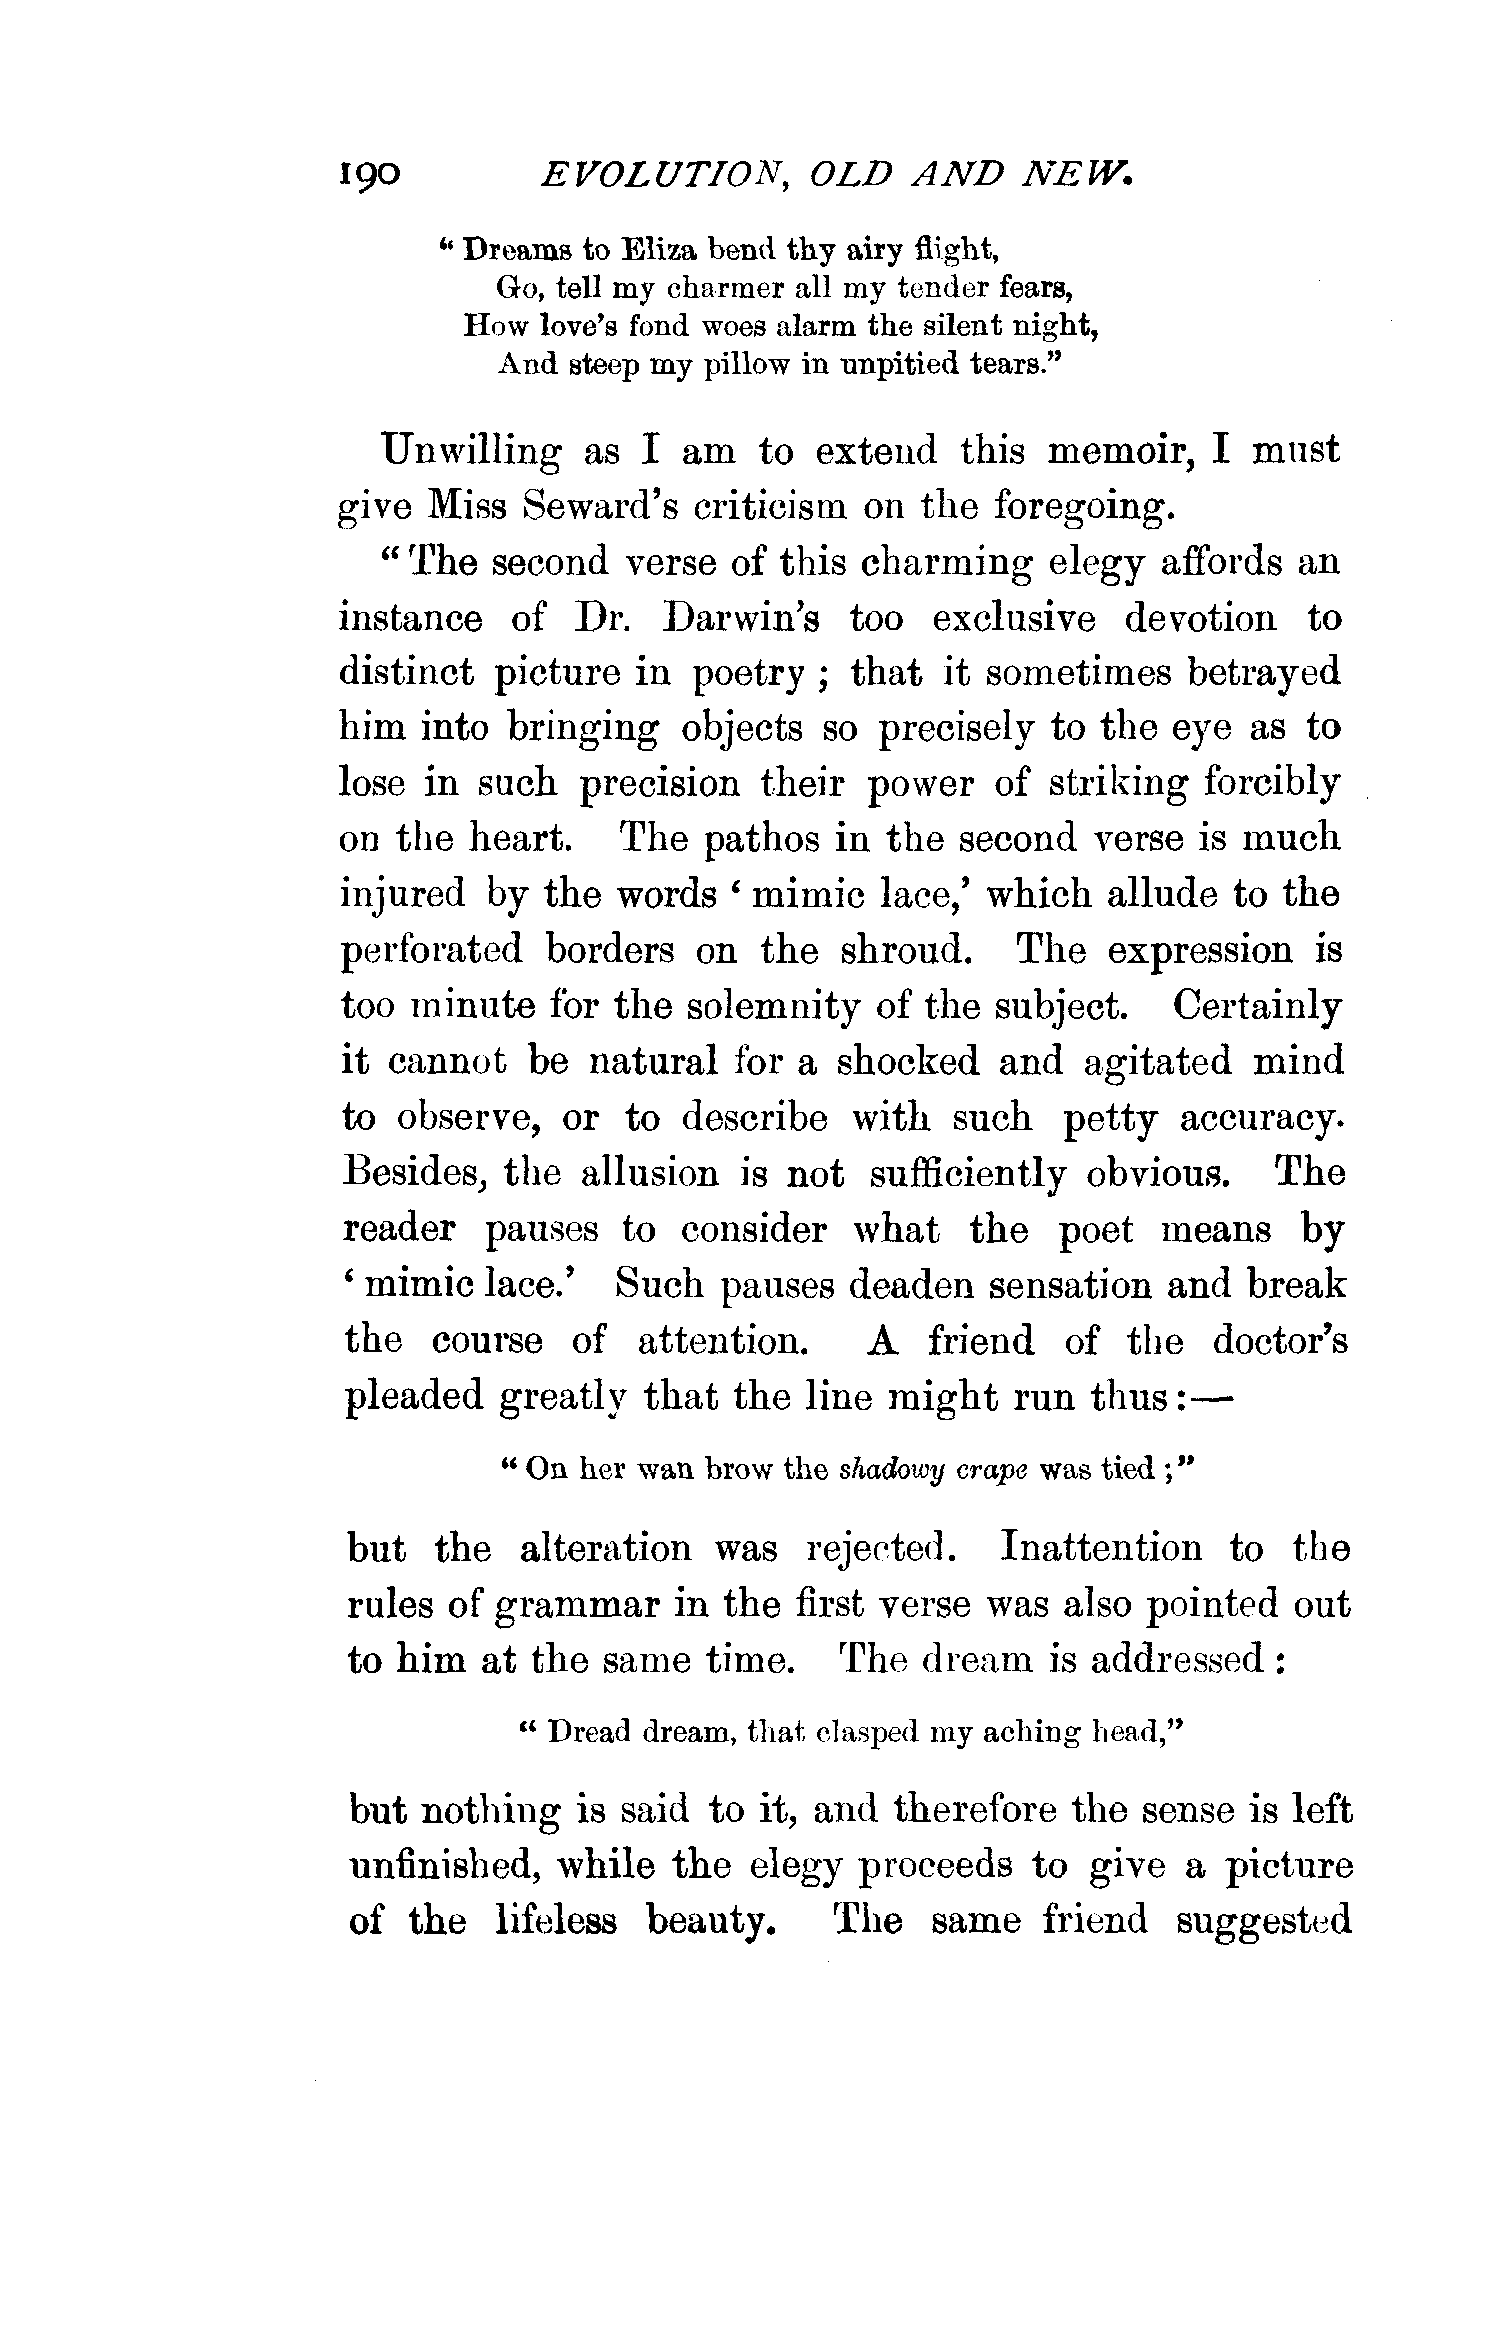 190 EVOLUTION, OLD AND NEW.
“ Dreams to Eliza bend thy airy flight,
Go, tell my charmer all my tender fears,
How love’s fond woes alarm the silent night,
And steep my pillow in unpitied tears.”
Unwilling as I am to extend this memoir, I must
give Miss Seward’s criticism on the foregoing.
“ The second verse of this charming elegy affords an
instance of Dr. Darwin’s too exclusive devotion to
distinct picture in poetry ; that it sometimes betrayed
him into bringing objects so precisely to the eye as to
lose in such precision their power of striking forcibly
on the heart. The pathos in the second verse is much
injured by the words ‘ mimic lace,’ which allude to the
perforated borders on the shroud. The expression is
too minute for the solemnity of the subject. Certainly
it cannot be natural for a shocked and agitated mind
to observe, or to describe with such petty accuracy.
Besides, the allusion is not sufficiently obvious. The
reader pauses to consider what the poet means by
‘ mimic lace.’ Such pauses deaden sensation and break
the course of attention. A friend of the doctor’s
pleaded greatly that the line might run thus :—
“ On her wan brow the shadowy crape was tied ;”
but the alteration was rejected. Inattention to the
rules of grammar in the first verse was also pointed out
to him at the same time. The dream is addressed :
“ Dread dream, that clasped my aching head,”
but nothing is said to it, and therefore the sense is left
unfinished, while the elegy proceeds to give a picture
of the lifeless beauty. The same friend suggested